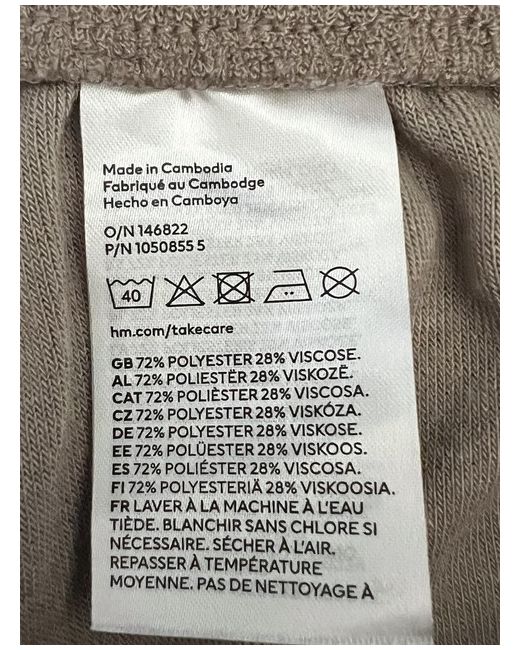 Made in Cambodia
Fabriqué au Cambodge
Hecho en Camboya
O/N 146822
P/N 1050855 5
40
hm.com/takecare
GB 72% POLYESTER 28% VISCOSE.
AL 72% POLIESTËR 28% VISKOZË.
CAT 72% POLIÈSTER 28% VISCOSA.
CZ 72% POLYESTER 28% VISKÓZA.
DE 72% POLYESTER 28% VISKOSE.
EE 72% POLÜESTER 28% VISKOOS.
ES 72% POLIÉSTER 28% VISCOSA.
FI 72% POLYESTERIÄ 28% VISKOOSIA.
FR LAVER À LA MACHINE À L'EAU
TIÈDE. BLANCHIR SANS CHLORE SI
NÉCESSAIRE. SÉCHER À L'AIR.
REPASSER À TEMPÉRATURE
MOYENNE. PAS DE NETTOYAGE À